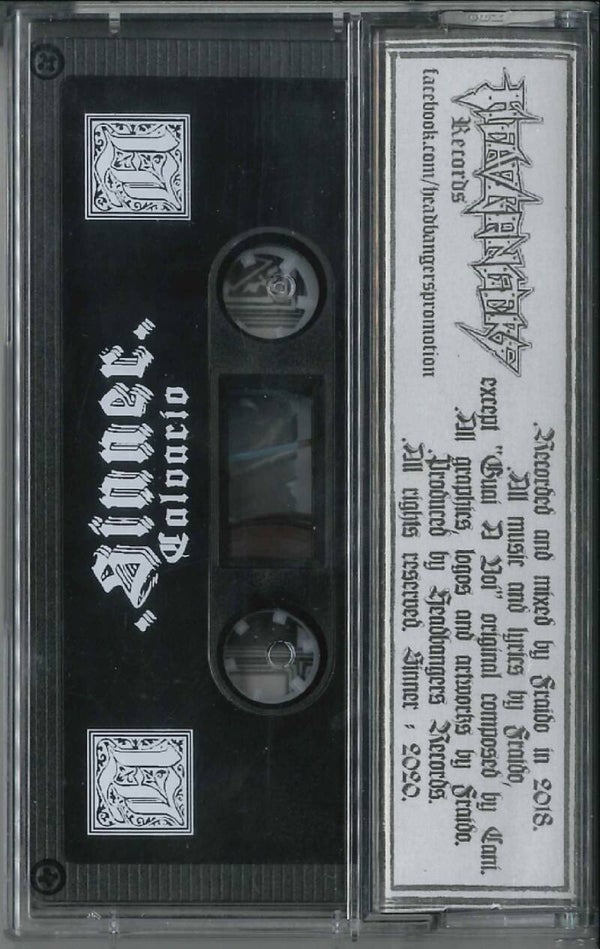 Sinner.
Calvario
HEADBANGERS
Records
facebook.com/headbangerspromotion
Recorded and mixed by Fraido in 2018.
All music and lyrics by Fraido,
except "Guai A Voi" original composed by Cani.
All graphics logos and artworks by Fraido.
Produced by Headbangers Records.
All rights reserved. Sinner : 2020.